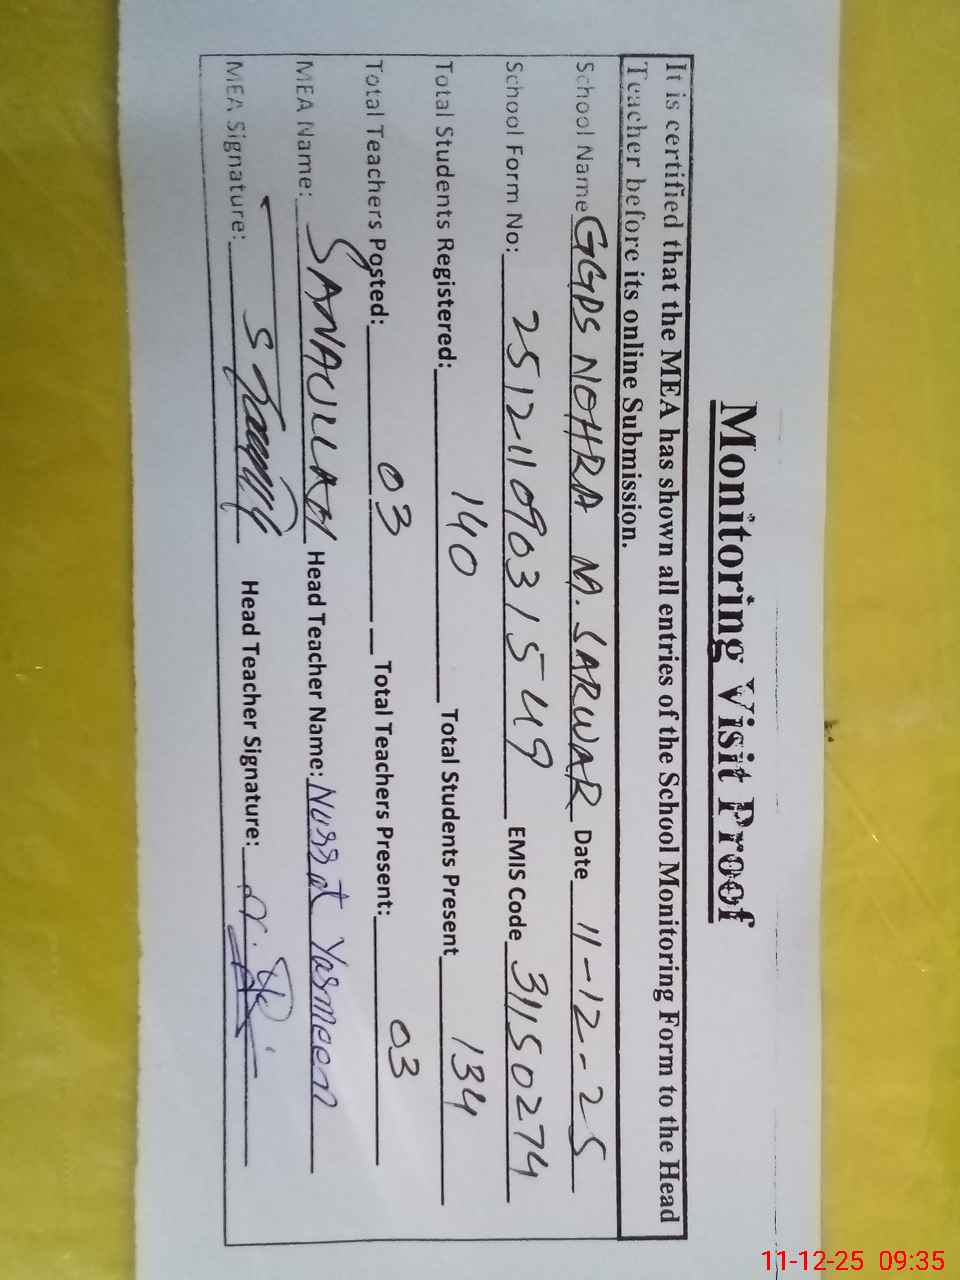 Monitoring Visit Proof
It is certified that the MEA has shown all entries of the School Monitoring Form to the Head
Teacher before its online Submission.
School Name GGPS NOHRA M. SARWAR Date 11-12-25
School Form No: 25121109031549 EMIS Code 31150274
Total Students Registered: 140 Total Students Present 134
Total Teachers Posted: 03 Total Teachers Present: 03
MEA Name: SANAULLAH Head Teacher Name: Nusrat Yasmeen
MEA Signature: Head Teacher Signature:
11-12-25 09:35